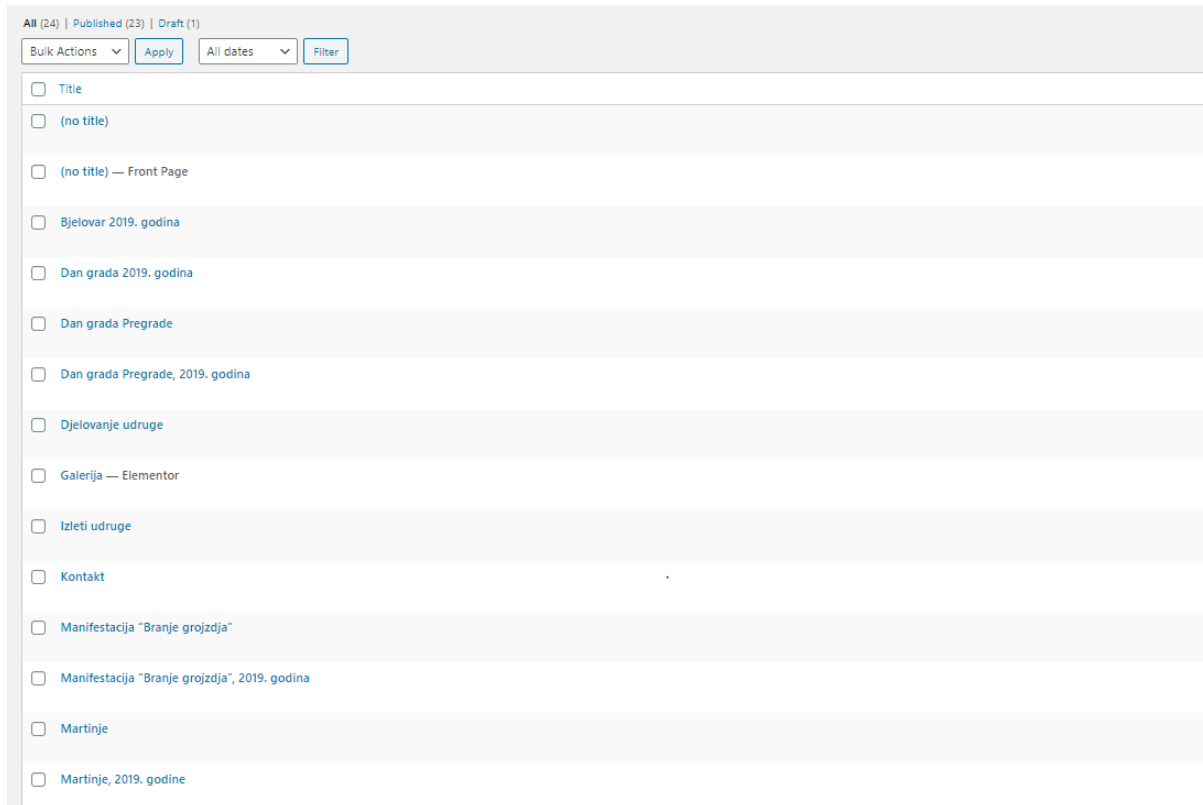 All (24) | Published (23) | Draft (1)
Bulk Actions Apply All dates Filter
Title
(no title)
(no title) — Front Page
Bjelovar 2019. godina
Dan grada 2019. godina
Dan grada Pregrade
Dan grada Pregrade, 2019. godina
Djelovanje udruge
Galerija — Elementor
Izleti udruge
Kontakt
Manifestacija “Branje grojzdja”
Manifestacija “Branje grojzdja”, 2019. godina
Martinje
Martinje, 2019. godine